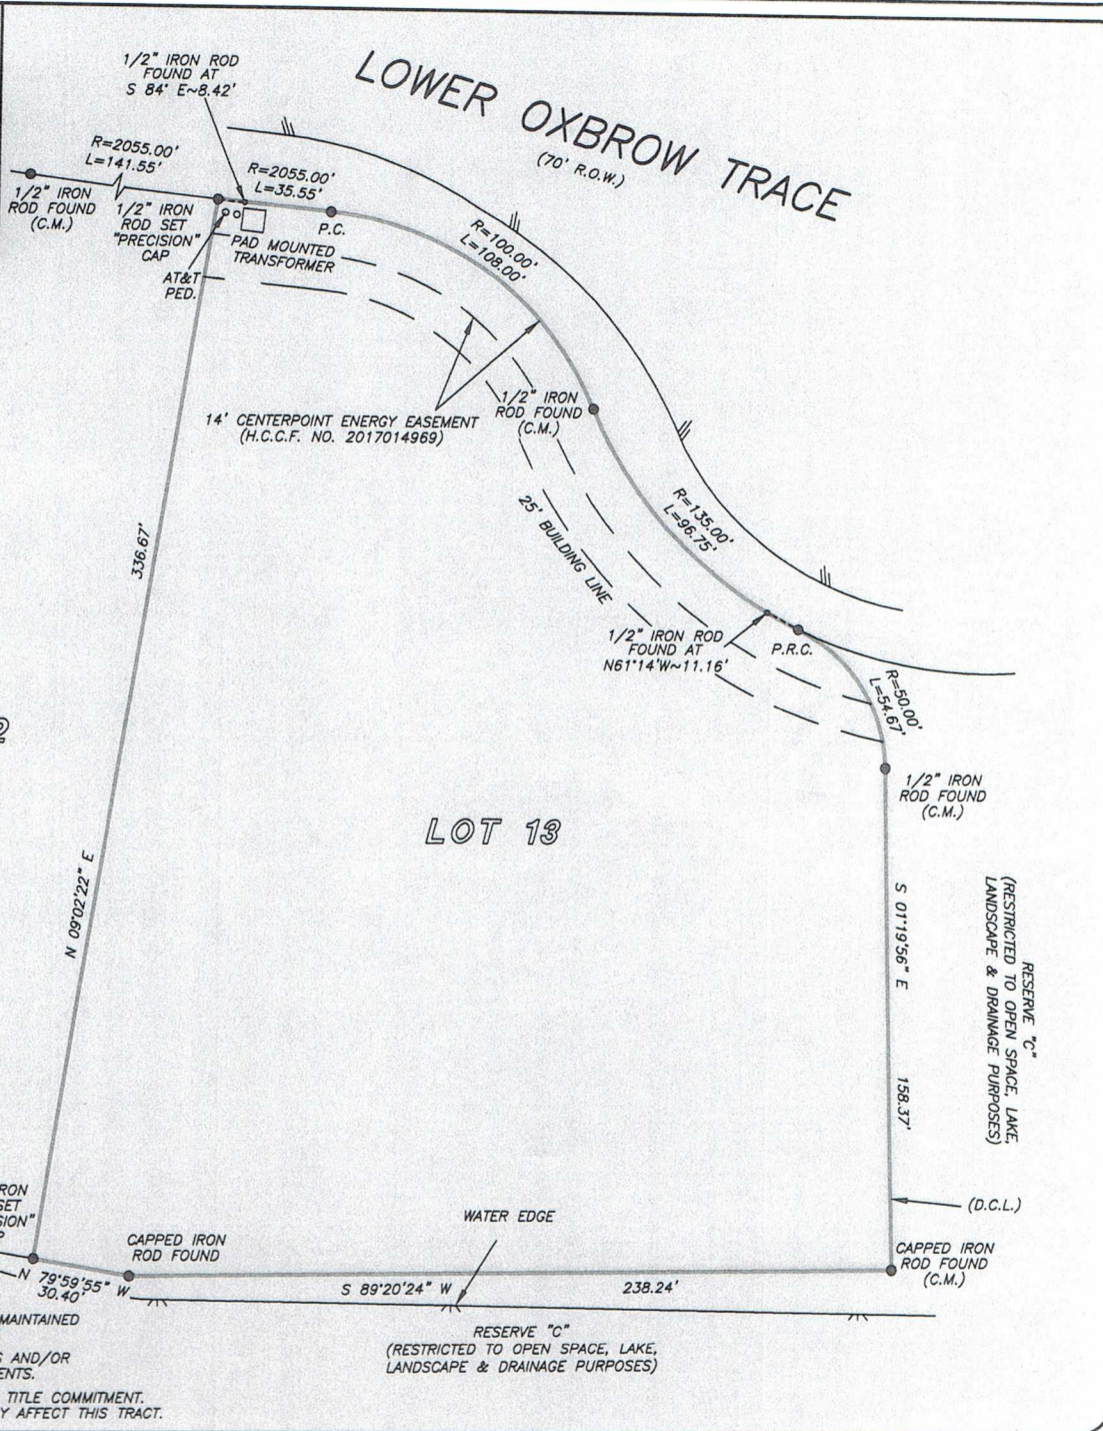 LOWER OXBROW TRACE
(70' R.O.W.)
1/2" IRON ROD
FOUND AT
S 84° E~8.42'
R=2055.00'
L=141.55'
R=2055.00'
L=35.55'
1/2" IRON
ROD FOUND
(C.M.)
1/2" IRON
ROD SET
"PRECISION"
CAP
P.C.
PAD MOUNTED
TRANSFORMER
AT&T
PED.
R=100.00'
L=108.00'
14' CENTERPOINT ENERGY EASEMENT
(H.C.C.F. NO. 2017014969)
1/2" IRON
ROD FOUND
(C.M.)
R=135.00'
L=96.75'
25' BUILDING LINE
336.67'
1/2" IRON ROD
FOUND AT
N61°14'W~11.16'
P.R.C.
R=50.00'
L=54.67'
1/2" IRON
ROD FOUND
(C.M.)
LOT 13
N 09°02'22" E
S 01°19'56" E
158.37'
RESERVE "C"
(RESTRICTED TO OPEN SPACE, LAKE,
LANDSCAPE & DRAINAGE PURPOSES)
(D.C.L.)
WATER EDGE
CAPPED IRON
ROD FOUND
CAPPED IRON
ROD FOUND
(C.M.)
N 79°59'55" W
30.40'
S 89°20'24" W
238.24'
RESERVE "C"
(RESTRICTED TO OPEN SPACE, LAKE,
LANDSCAPE & DRAINAGE PURPOSES)
MAINTAINED
AND/OR
TITLE COMMITMENT.
AFFECT THIS TRACT.